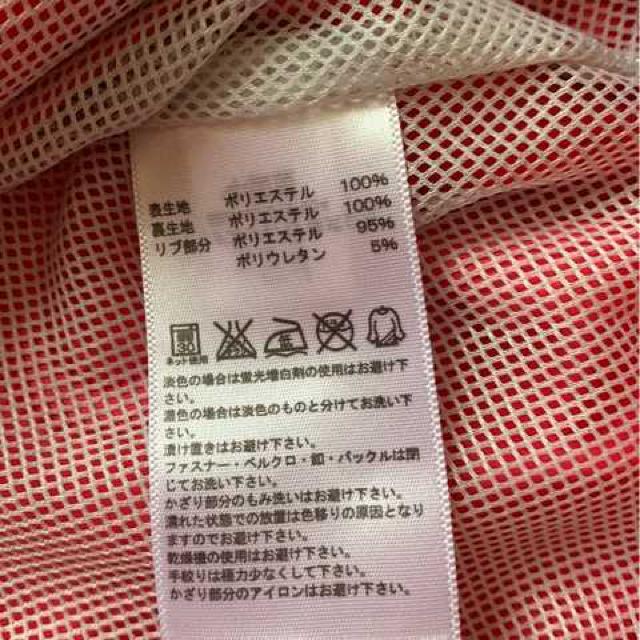 表生地 ポリエステル 100%
裏生地 ポリエステル 100%
リブ部分 ポリエステル 95%
ポリウレタン 5%
ネット使用
淡色の場合は蛍光増白剤の使用はお避け下
さい。
濃色の場合は淡色のものと分けてお洗い下
さい。
漬け置きはお避け下さい。
ファスナー・ベルクロ・釦・バックルは閉
じてお洗い下さい。
かざり部分のもみ洗いはお避け下さい。
濡れた状態での放置は色移りの原因となり
ますのでお避け下さい。
乾燥機の使用はお避け下さい。
手絞りは極力少なくして下さい。
かざり部分のアイロンはお避け下さい。